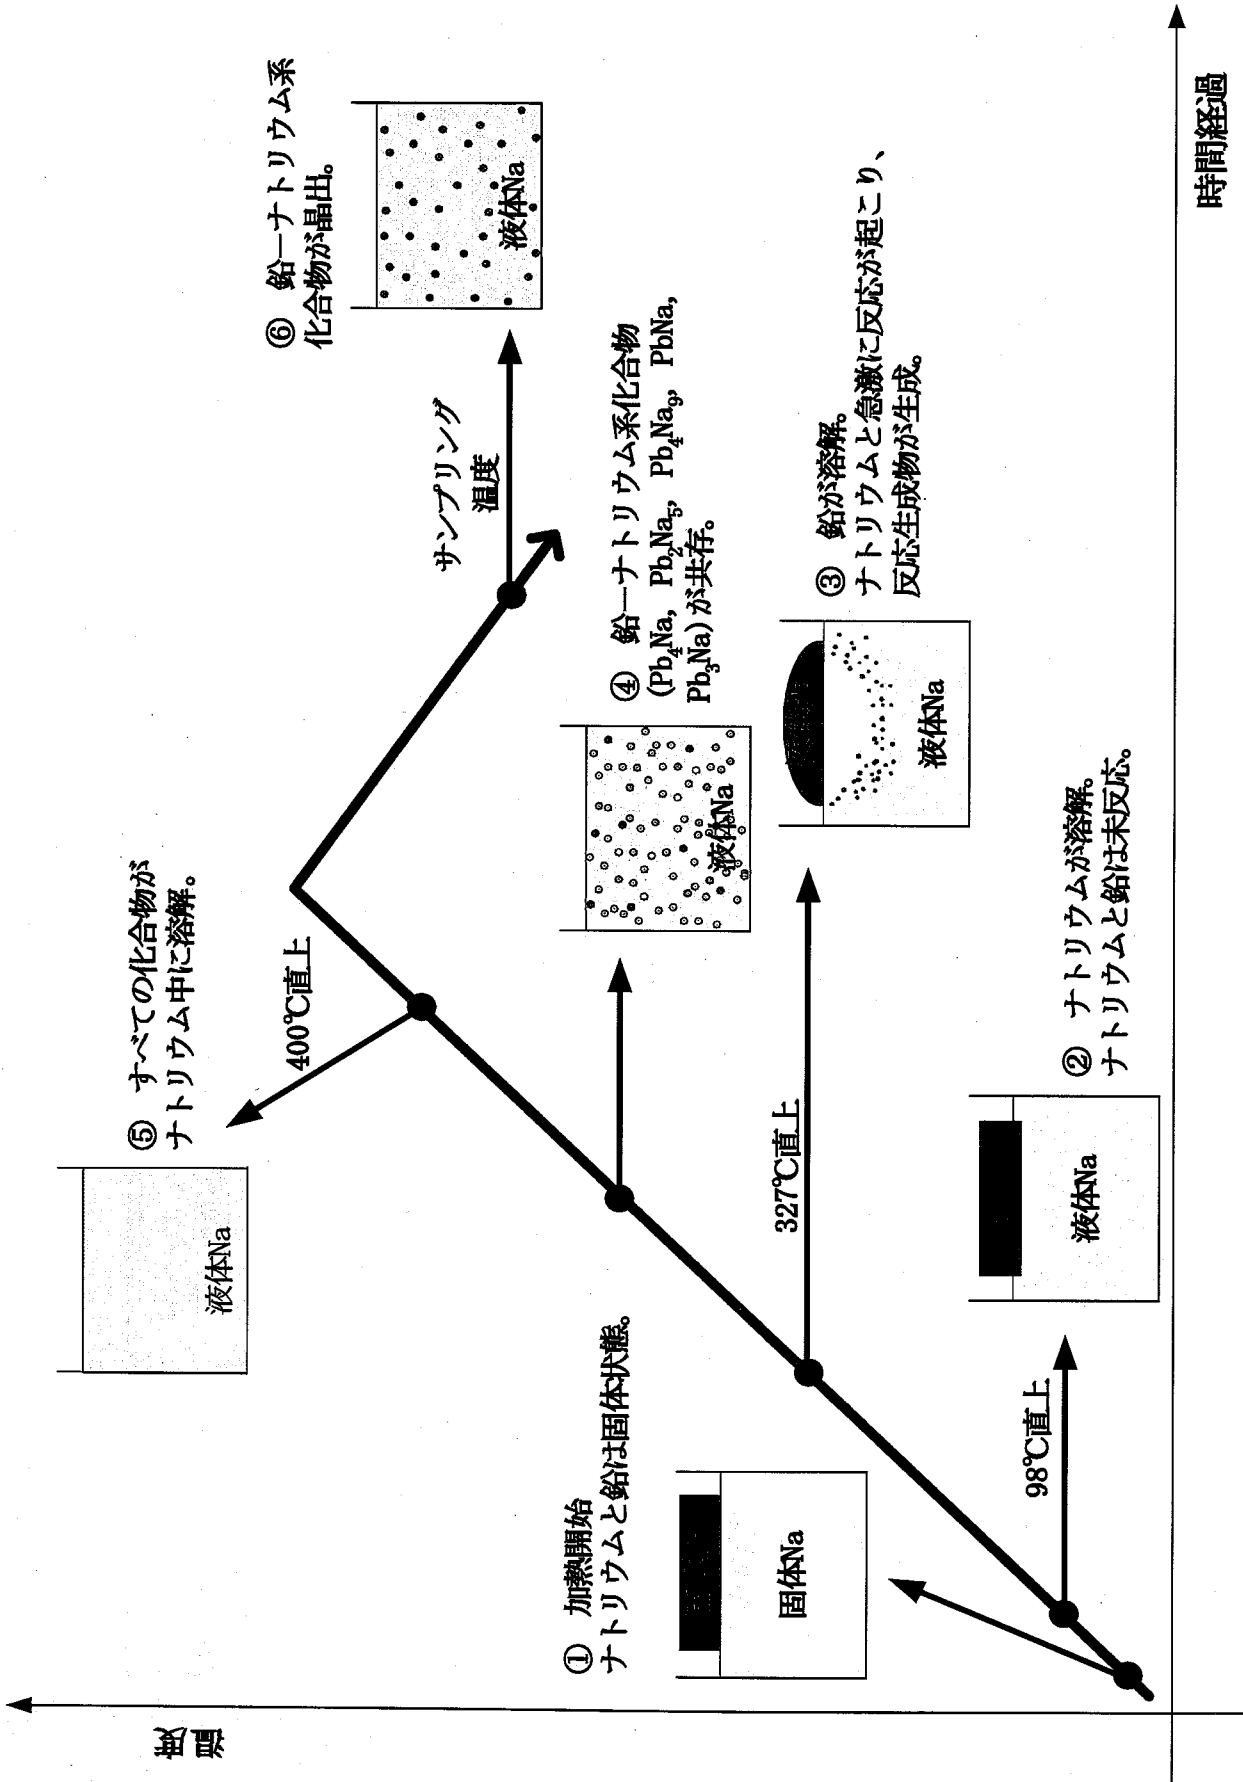 温度
① 加熱開始
ナトリウムと鉛は固体状態。
固体Na
98℃直上
② ナトリウムが溶解。
ナトリウムと鉛は未反応。
液体Na
327℃直上
③ 鉛が溶解。
ナトリウムと急激に反応が起こり、
反応生成物が生成。
液体Na
④ 鉛ーナトリウム系化合物
(Pb4Na, Pb2Na5, Pb4Na9, PbNa,
Pb3Na)が共存。
液体Na
⑤ すべての化合物が
ナトリウム中に溶解。
400℃直上
液体Na
サンプリング
温度
⑥ 鉛ーナトリウム系
化合物が晶出。
液体Na
時間経過